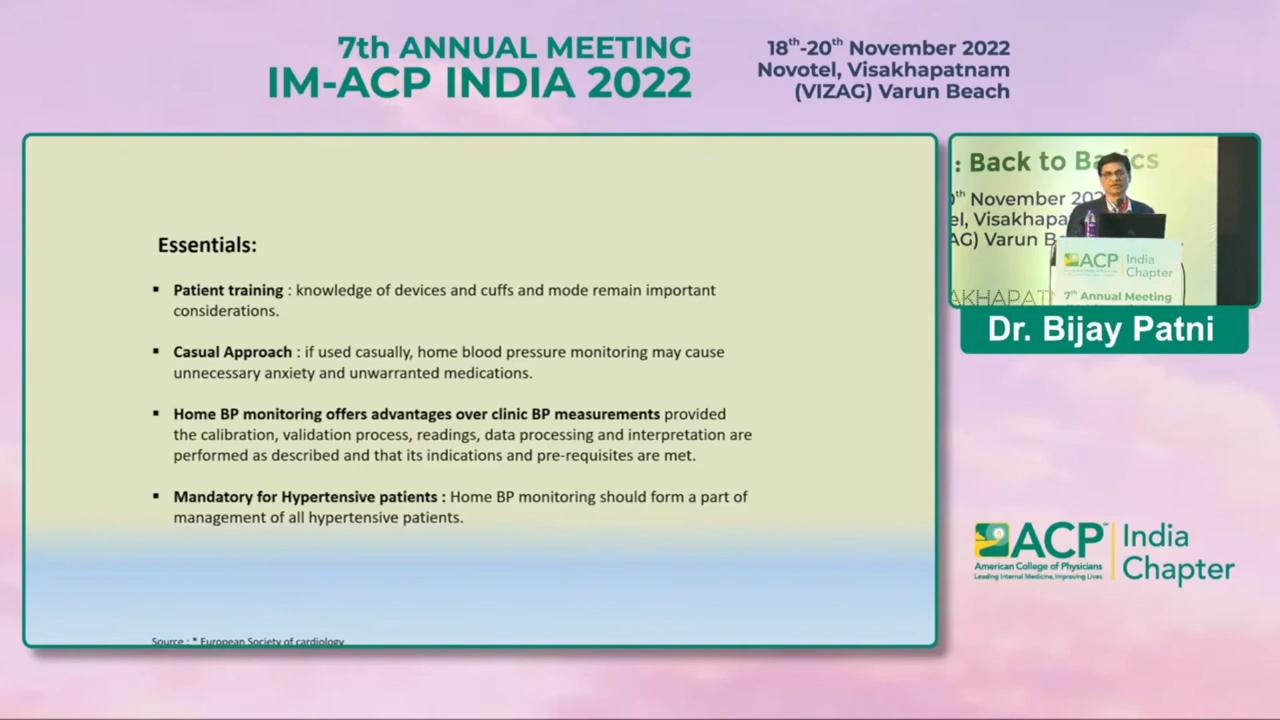 7th ANNUAL MEETING
IM-ACP INDIA 2022
18th-20th November 2022
Novotel, Visakhapatnam
(VIZAG) Varun Beach
Essentials:
▪ Patient training : knowledge of devices and cuffs and mode remain important
considerations.
▪ Casual Approach : if used casually, home blood pressure monitoring may cause
unnecessary anxiety and unwarranted medications.
▪ Home BP monitoring offers advantages over clinic BP measurements provided
the calibration, validation process, readings, data processing and interpretation are
performed as described and that its indications and pre-requisites are met.
▪ Mandatory for Hypertensive patients : Home BP monitoring should form a part of
management of all hypertensive patients.
Source : * European Society of cardiology
: Back to Basics
th November 202
el, Visakhapa
AG) Varun B
ACP India
Chapter
7th Annual Meeting
AKHAPAT
Dr. Bijay Patni
ACP India
American College of Physicians Chapter
Leading Internal Medicine, Improving Lives